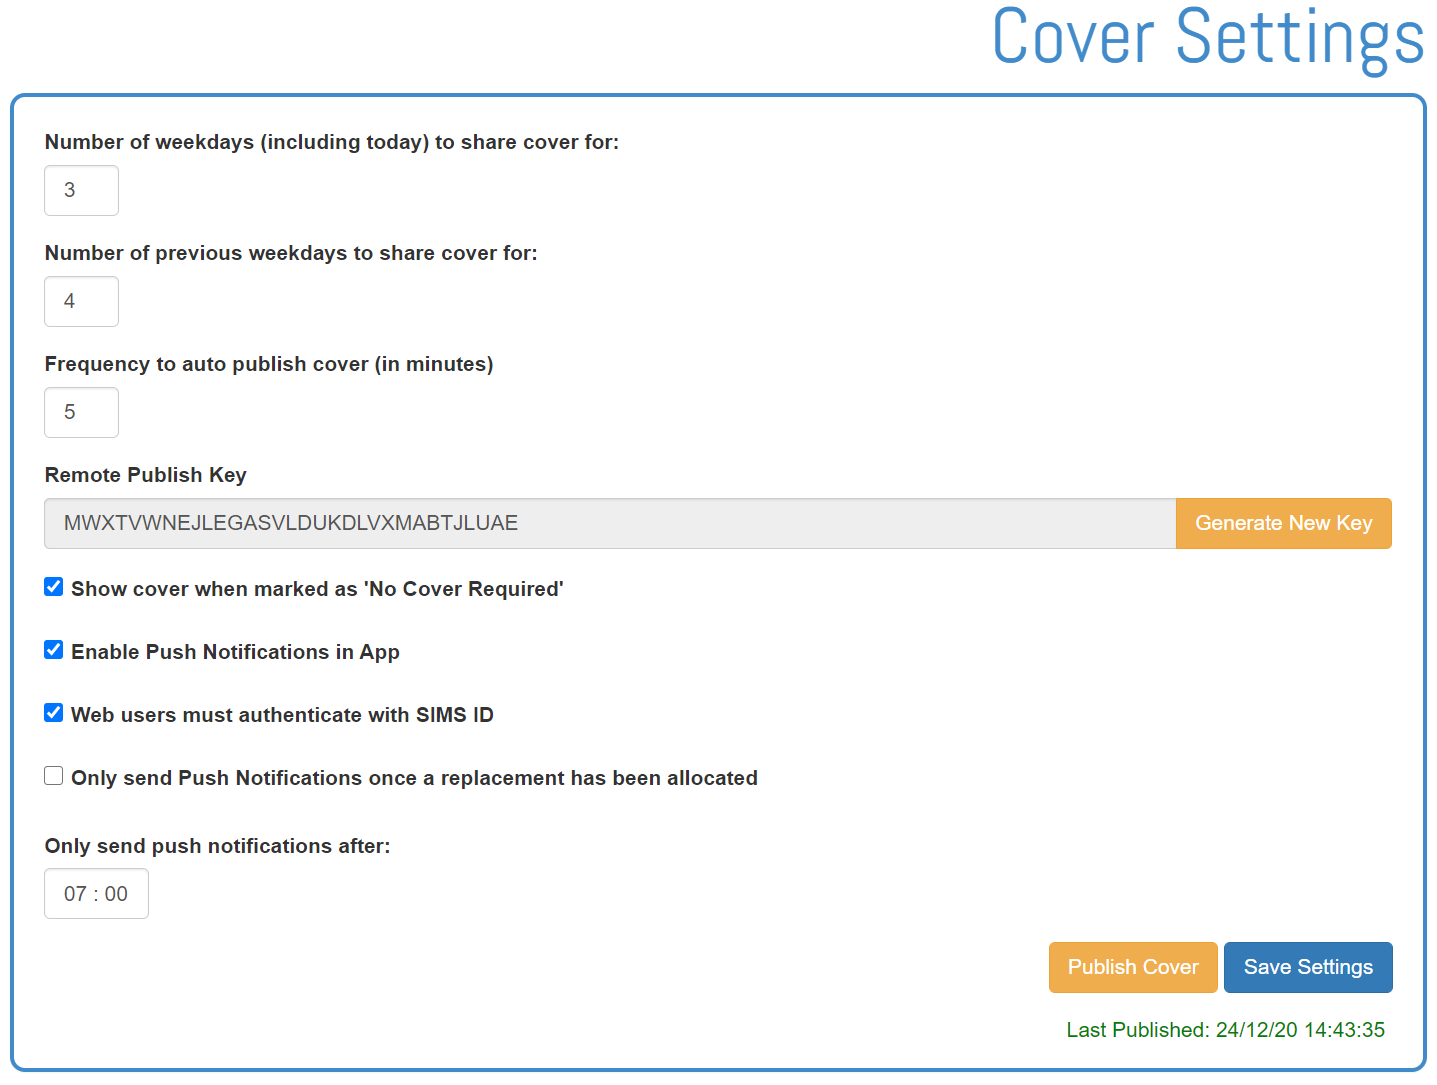 Cover Settings
Number of weekdays (including today) to share cover for:
3
Number of previous weekdays to share cover for:
4
Frequency to auto publish cover (in minutes)
5
Remote Publish Key
MWXTVWNEJLEGASVLDUKDLVXMABTJLUAE Generate New Key
Show cover when marked as 'No Cover Required'
Enable Push Notifications in App
Web users must authenticate with SIMS ID
Only send Push Notifications once a replacement has been allocated
Only send push notifications after:
07 : 00
Publish Cover Save Settings
Last Published: 24/12/20 14:43:35